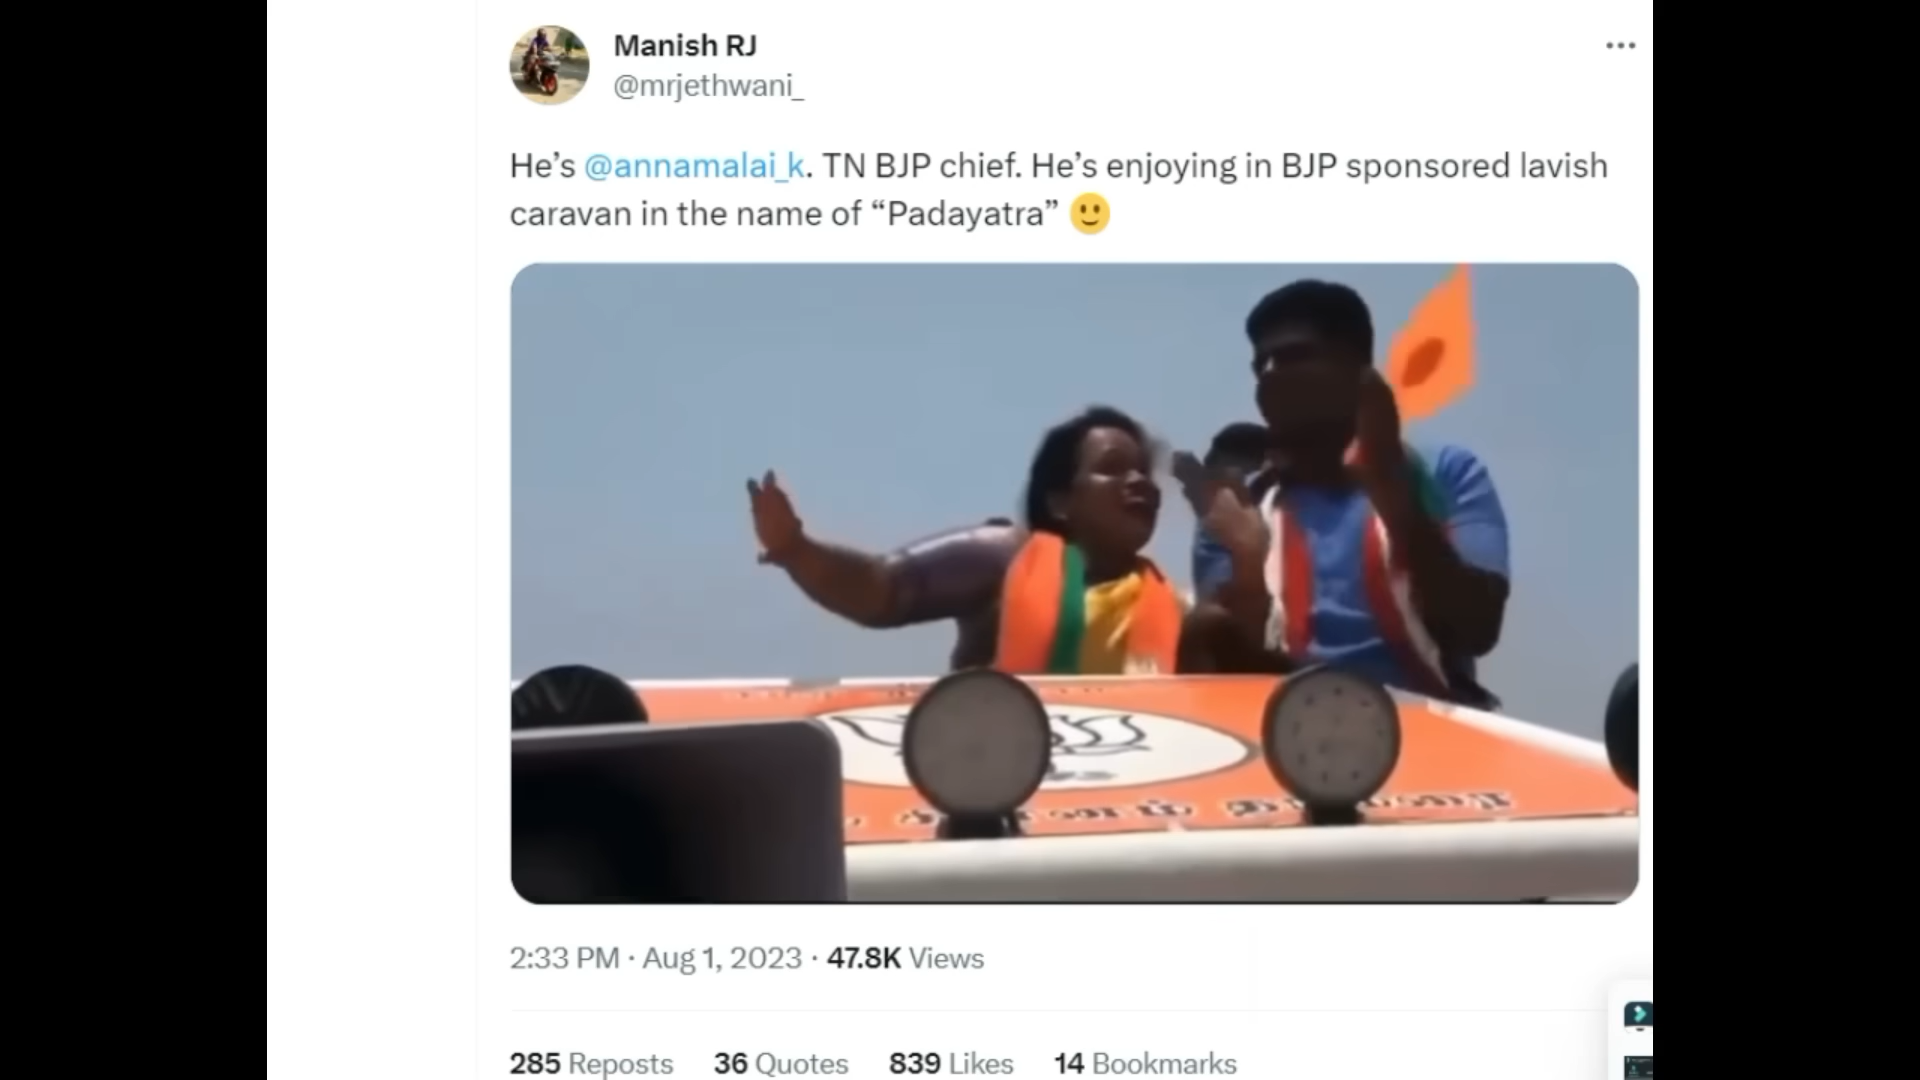 Manish RJ
@mrjethwani_
He’s @annamalai_k. TN BJP chief. He’s enjoying in BJP sponsored lavish
caravan in the name of “Padayatra” 🙂
2:33 PM · Aug 1, 2023 · 47.8K Views
285 Reposts 36 Quotes 839 Likes 14 Bookmarks